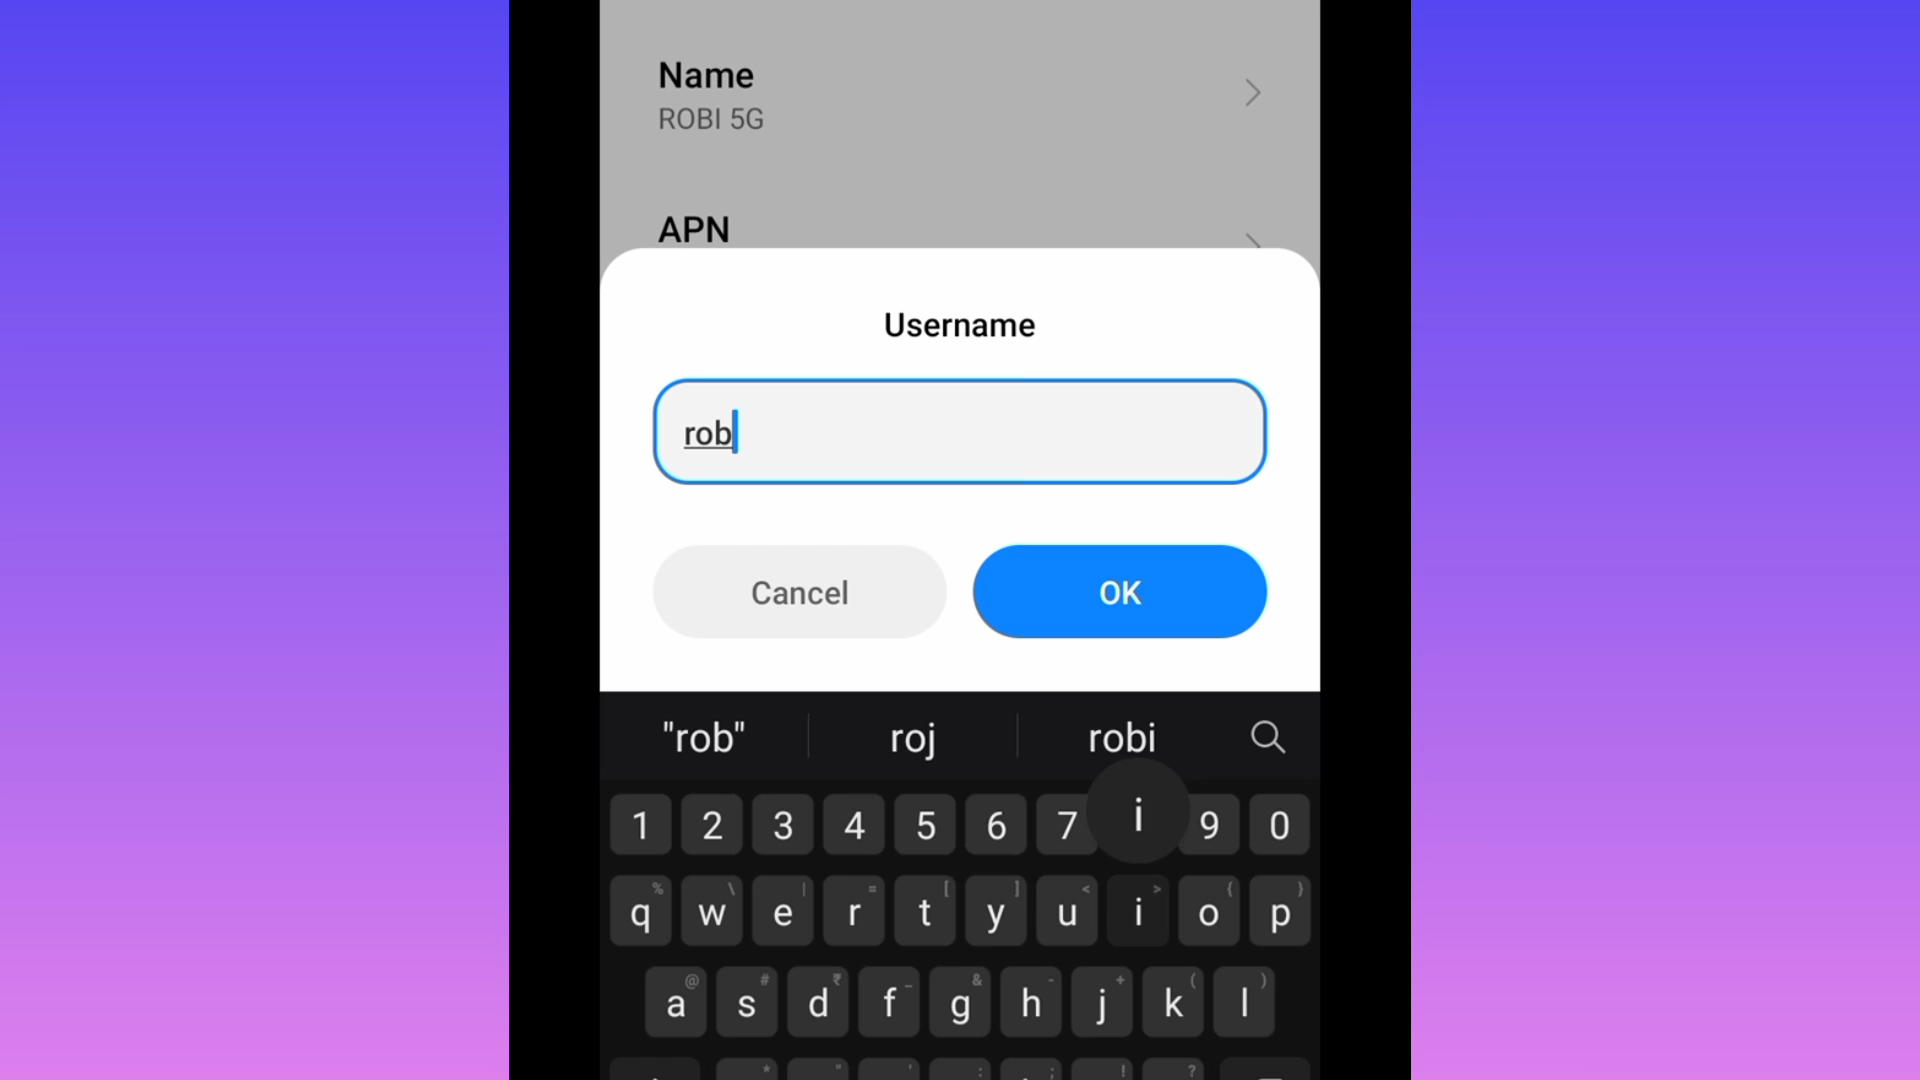 Name
ROBI 5G
APN
Username
rob
Cancel
OK
"rob" roj robi
1 2 3 4 5 6 7 i 9 0
% \ | = [ ] < > { }
q w e r t y u i o p
@ # ₹ _ & - + ( )
a s d f g h j k l
* " ' : ; ! ?